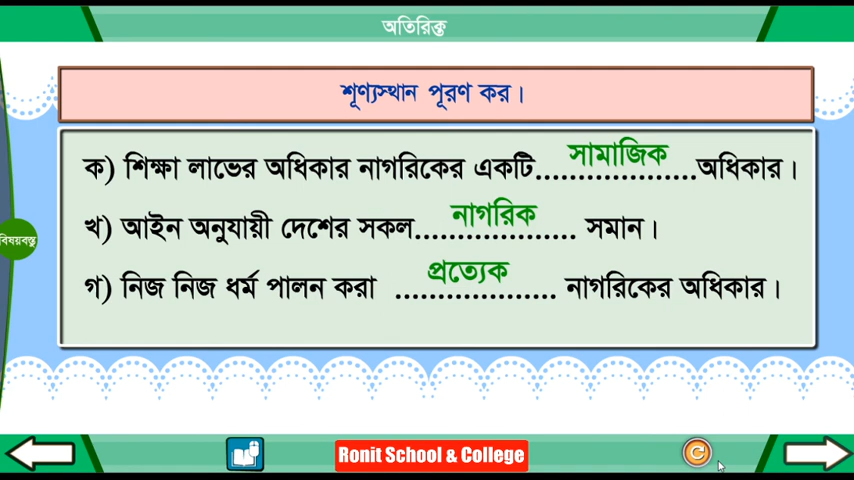 অতিরিক্ত
শূণ্যস্থান পূরণ কর।
ক) শিক্ষা লাভের অধিকার নাগরিকের একটি..................অধিকার।
সামাজিক
খ) আইন অনুযায়ী দেশের সকল.................. সমান।
নাগরিক
গ) নিজ নিজ ধর্ম পালন করা .................. নাগরিকের অধিকার।
প্রত্যেক
বিষয়বস্তু
Ronit School & College